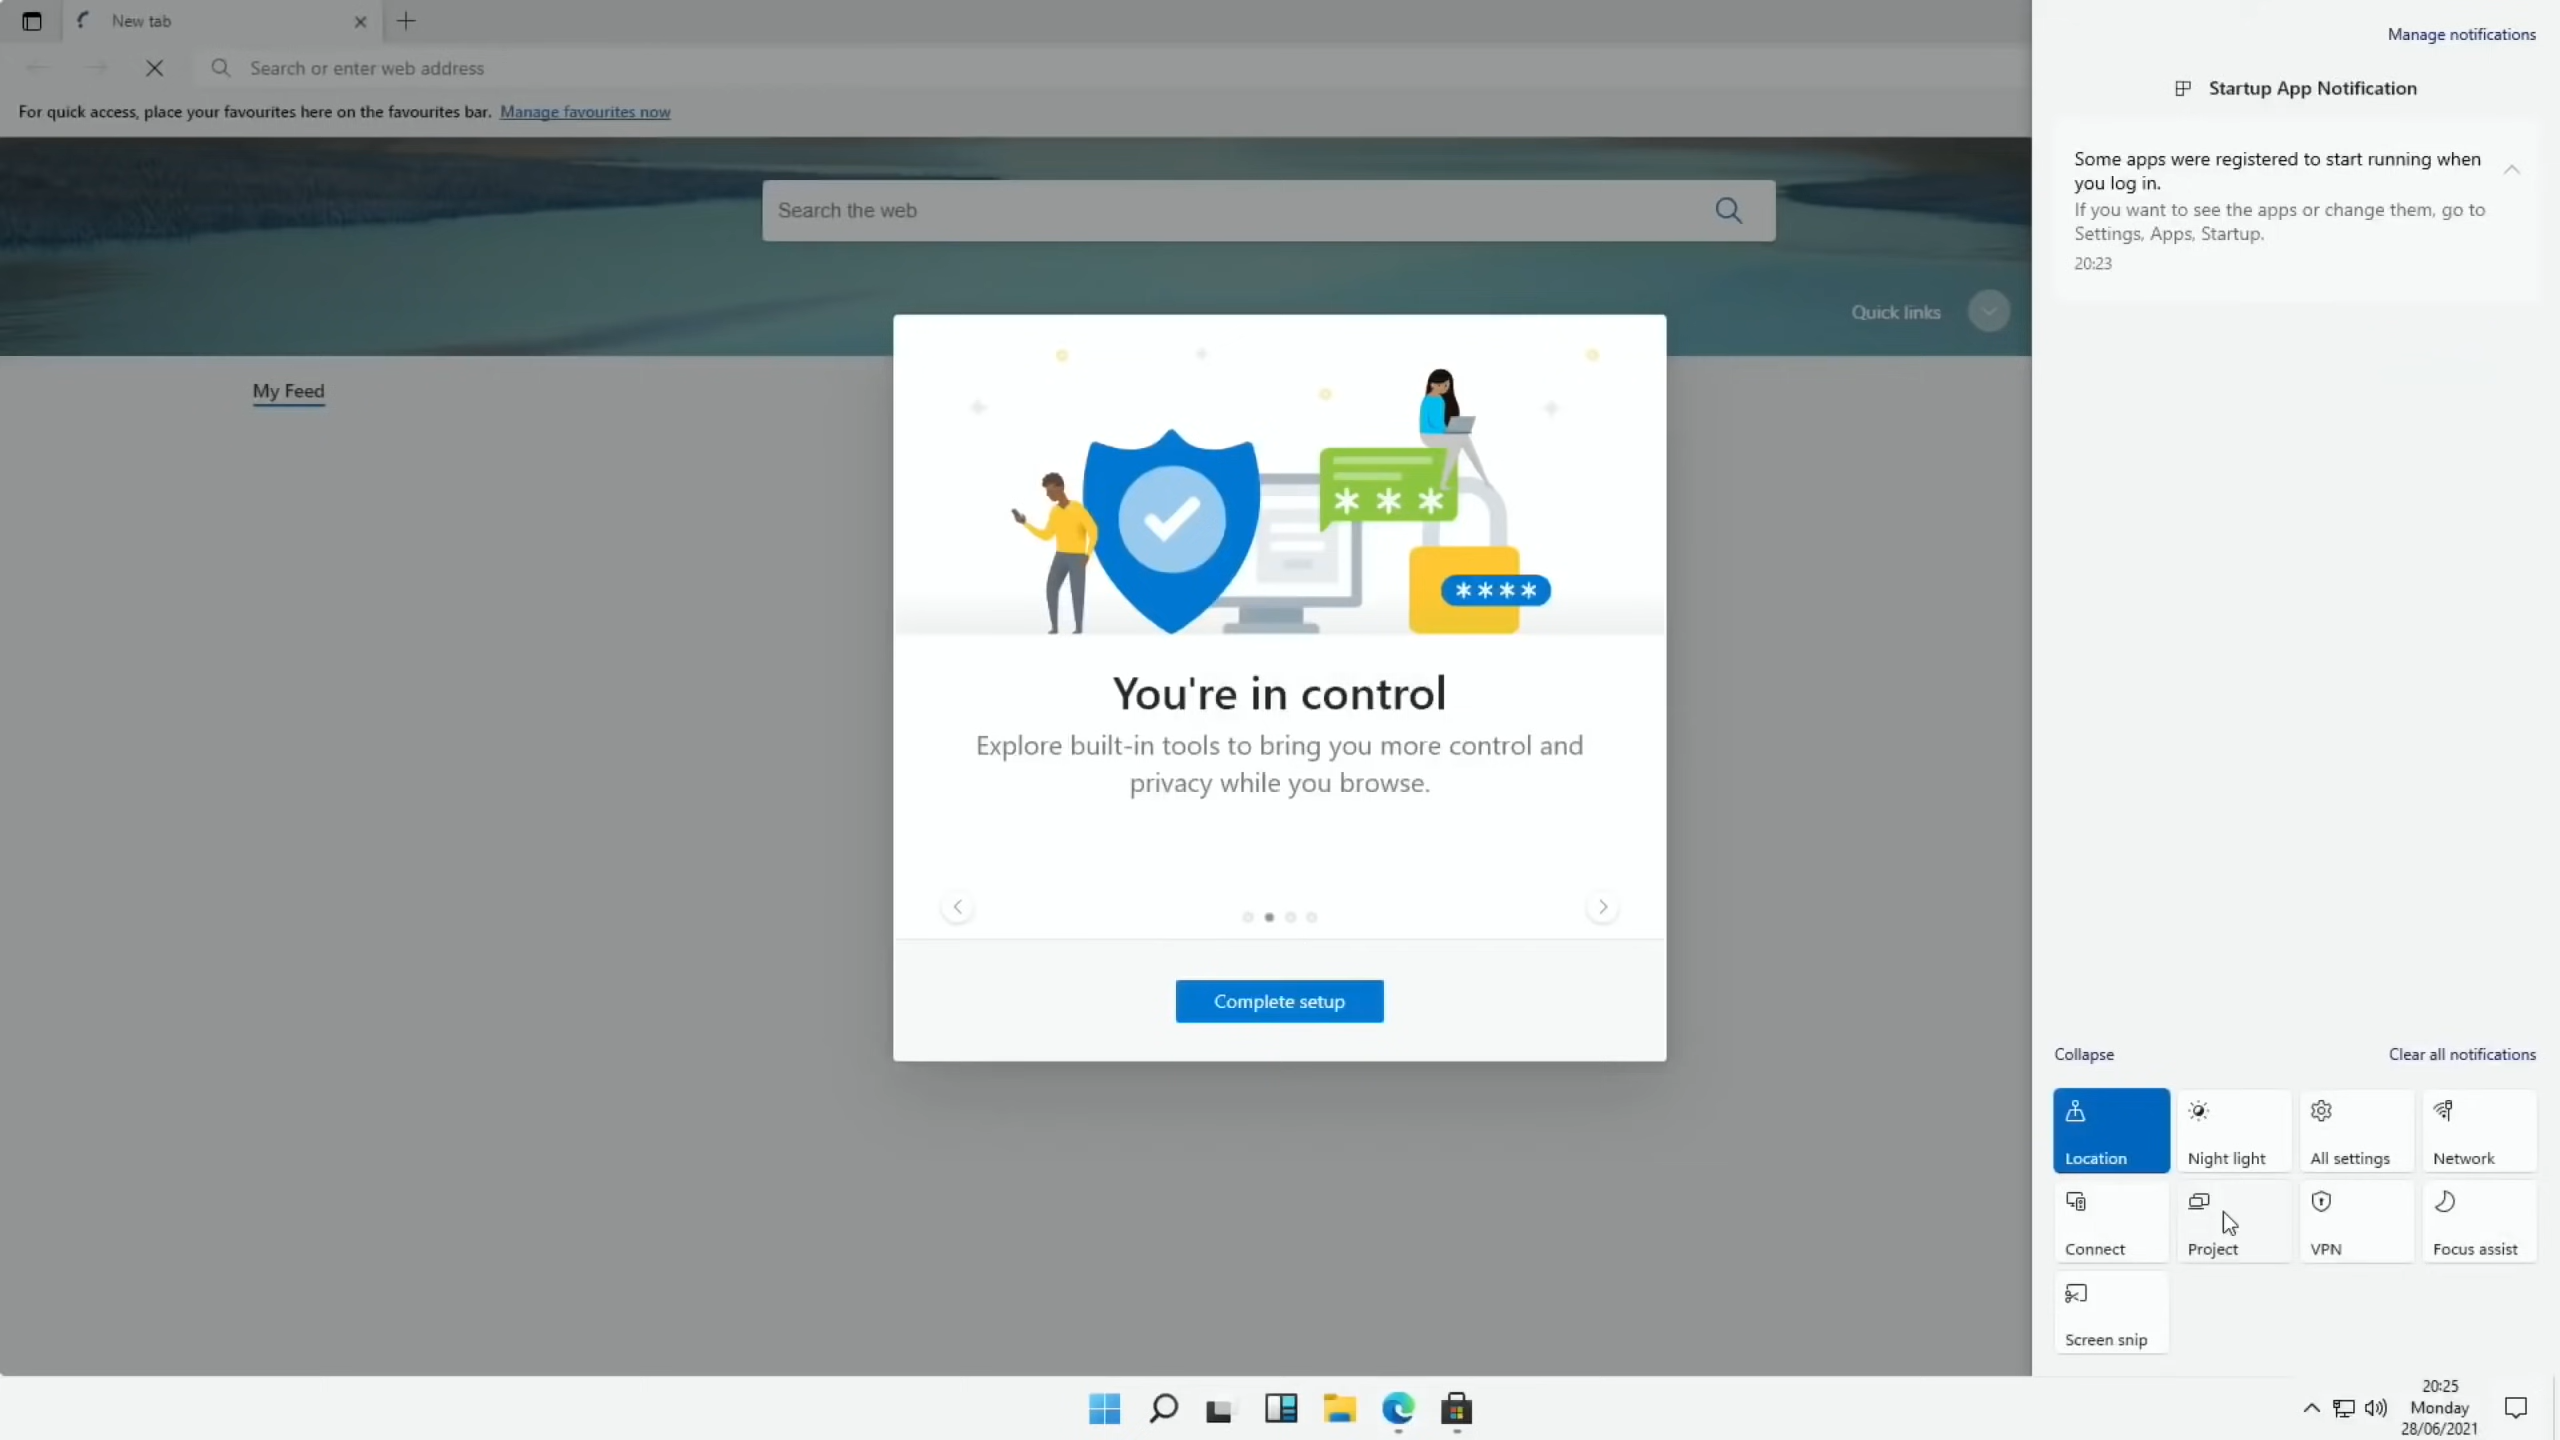 New tab
Search or enter web address
For quick access, place your favourites here on the favourites bar. Manage favourites now
Search the web
Quick links
My Feed
* * *
****
You're in control
Explore built-in tools to bring you more control and
privacy while you browse.
Complete setup
Manage notifications
Startup App Notification
Some apps were registered to start running when
you log in.
If you want to see the apps or change them, go to
Settings, Apps, Startup.
20:23
Collapse
Clear all notifications
Location
Night light
All settings
Network
Connect
Project
VPN
Focus assist
Screen snip
20:25
Monday
28/06/2021